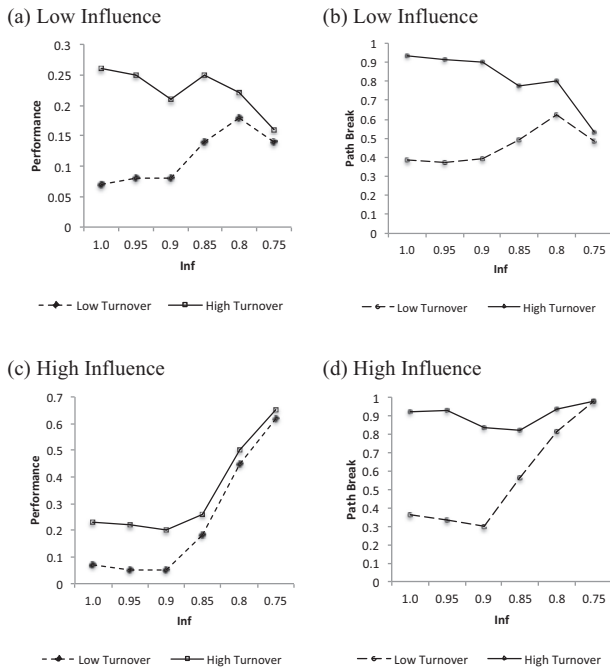 (a) Low Influence
0.3
0.25
0.2
0.15
0.1
0.05
0
Performance
1.0 0.95 0.9 0.85 0.8 0.75
Inf
Low Turnover High Turnover
(b) Low Influence
1
0.9
0.8
0.7
0.6
0.5
0.4
0.3
0.2
0.1
0
Path Break
1.0 0.95 0.9 0.85 0.8 0.75
Inf
Low Turnover High Turnover
(c) High Influence
0.7
0.6
0.5
0.4
0.3
0.2
0.1
0
Performance
1.0 0.95 0.9 0.85 0.8 0.75
Inf
Low Turnover High Turnover
(d) High Influence
1
0.9
0.8
0.7
0.6
0.5
0.4
0.3
0.2
0.1
0
Path Break
1.0 0.95 0.9 0.85 0.8 0.75
Inf
Low Turnover High Turnover